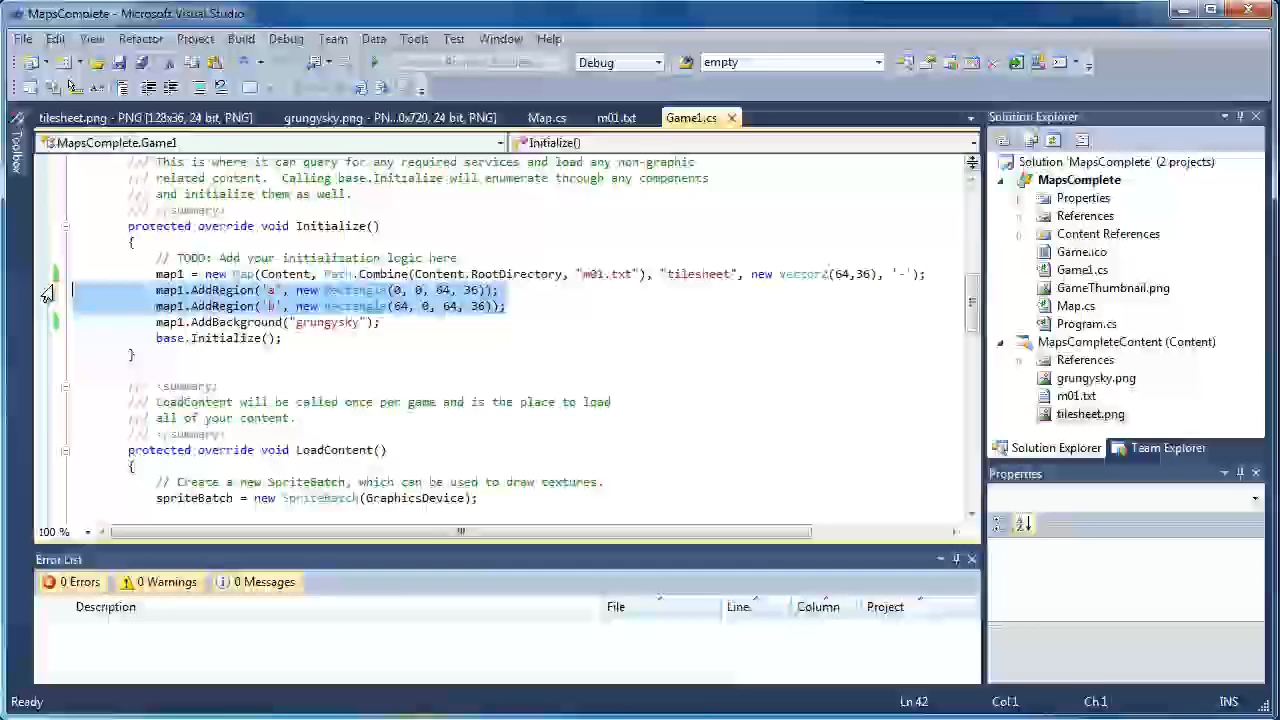 MapsComplete - Microsoft Visual Studio
File Edit View Refactor Project Build Debug Team Data Tools Test Window Help
Debug empty
tilesheet.png - PNG [128x36, 24 bit, PNG] grungysky.png - PN...0x720, 24 bit, PNG] Map.cs m01.txt Game1.cs
Toolbox
MapsComplete.Game1 Initialize()
/// This is where it can query for any required services and load any non-graphic
/// related content. Calling base.Initialize will enumerate through any components
/// and initialize them as well.
/// </summary>
protected override void Initialize()
{
// TODO: Add your initialization logic here
map1 = new Map(Content, Path.Combine(Content.RootDirectory, "m01.txt"), "tilesheet", new Vector2(64,36), '-');
map1.AddRegion('a', new Rectangle(0, 0, 64, 36));
map1.AddRegion('b', new Rectangle(64, 0, 64, 36));
map1.AddBackground("grungysky");
base.Initialize();
}
/// <summary>
/// LoadContent will be called once per game and is the place to load
/// all of your content.
/// </summary>
protected override void LoadContent()
{
// Create a new SpriteBatch, which can be used to draw textures.
spriteBatch = new SpriteBatch(GraphicsDevice);
100 %
Solution Explorer
Solution 'MapsComplete' (2 projects)
MapsComplete
Properties
References
Content References
Game.ico
Game1.cs
GameThumbnail.png
Map.cs
Program.cs
MapsCompleteContent (Content)
References
grungysky.png
m01.txt
tilesheet.png
Solution Explorer Team Explorer
Properties
Error List
0 Errors 0 Warnings 0 Messages
Description File Line Column Project
Ready Ln 42 Col 1 Ch 1 INS